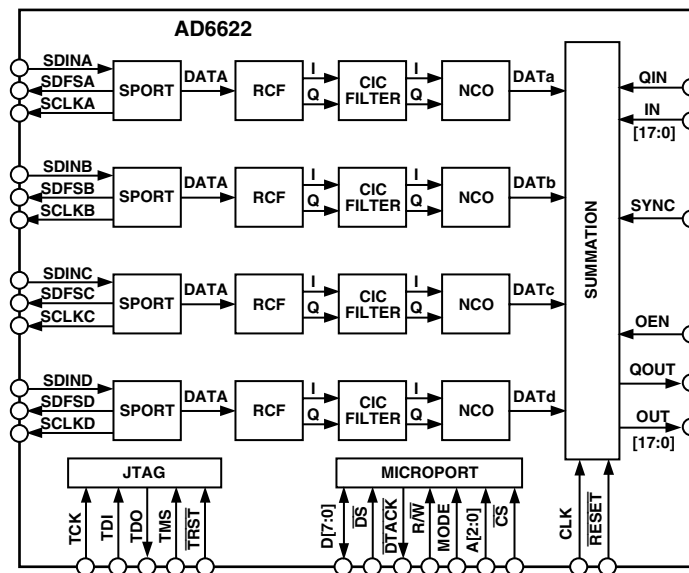 AD6622
SDINA
SDFSA
SCLKA
SPORT
DATA
RCF
I
Q
CIC
FILTER
I
Q
NCO
DATa
SDINB
SDFSB
SCLKB
SPORT
DATA
RCF
I
Q
CIC
FILTER
I
Q
NCO
DATb
SDINC
SDFSC
SCLKC
SPORT
DATA
RCF
I
Q
CIC
FILTER
I
Q
NCO
DATc
SDIND
SDFSD
SCLKD
SPORT
DATA
RCF
I
Q
CIC
FILTER
I
Q
NCO
DATd
SUMMATION
QIN
IN
[17:0]
SYNC
OEN
QOUT
OUT
[17:0]
JTAG
TCK
TDI
TDO
TMS
TRST
MICROPORT
D[7:0]
DS
DTACK
R/W
MODE
A[2:0]
CS
CLK
RESET